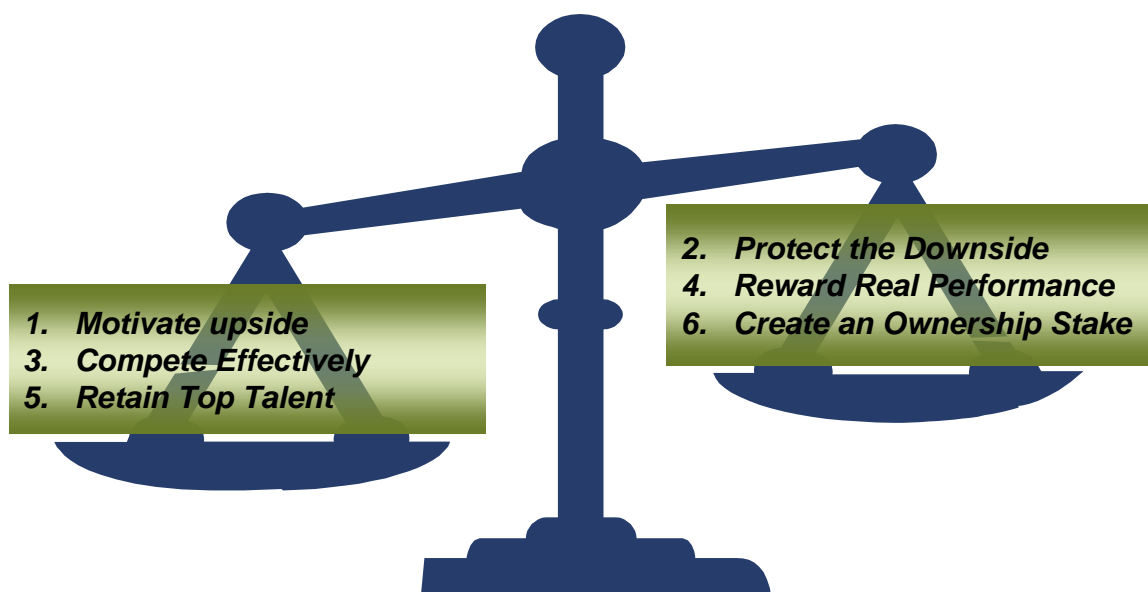 1. Motivate upside
3. Compete Effectively
5. Retain Top Talent
2. Protect the Downside
4. Reward Real Performance
6. Create an Ownership Stake